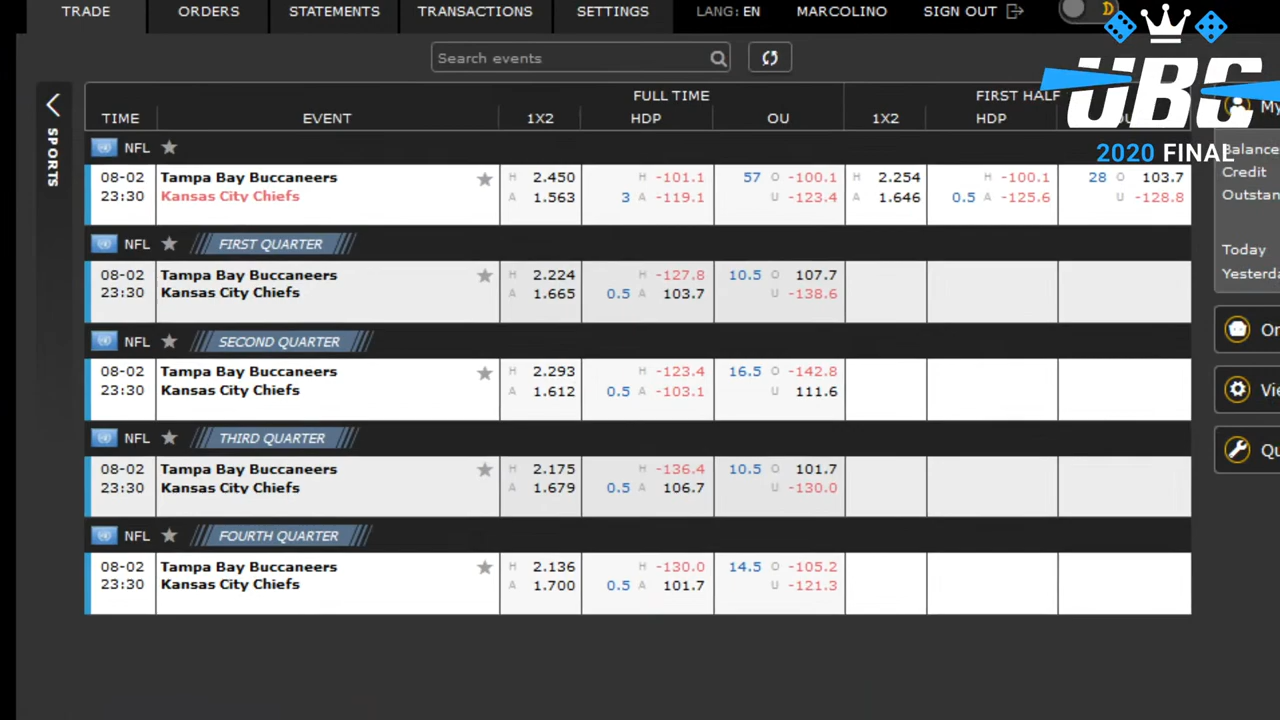 TRADE ORDERS STATEMENTS TRANSACTIONS SETTINGS LANG: EN MARCOLINO SIGN OUT D
UBC
2020 FINAL
Search events
SPORTS
FULL TIME FIRST HALF
TIME EVENT 1X2 HDP OU 1X2 HDP OU
NFL
08-02 Tampa Bay Buccaneers H 2.450 H -101.1 57 O -100.1 H 2.254 H -100.1 28 O 103.7
23:30 Kansas City Chiefs A 1.563 3 A -119.1 U -123.4 A 1.646 0.5 A -125.6 U -128.8
NFL FIRST QUARTER
08-02 Tampa Bay Buccaneers H 2.224 H -127.8 10.5 O 107.7
23:30 Kansas City Chiefs A 1.665 0.5 A 103.7 U -138.6
NFL SECOND QUARTER
08-02 Tampa Bay Buccaneers H 2.293 H -123.4 16.5 O -142.8
23:30 Kansas City Chiefs A 1.612 0.5 A -103.1 U 111.6
NFL THIRD QUARTER
08-02 Tampa Bay Buccaneers H 2.175 H -136.4 10.5 O 101.7
23:30 Kansas City Chiefs A 1.679 0.5 A 106.7 U -130.0
NFL FOURTH QUARTER
08-02 Tampa Bay Buccaneers H 2.136 H -130.0 14.5 O -105.2
23:30 Kansas City Chiefs A 1.700 0.5 A 101.7 U -121.3
My
Balance
Credit
Outstan
Today
Yesterda
Or
Vie
Qu